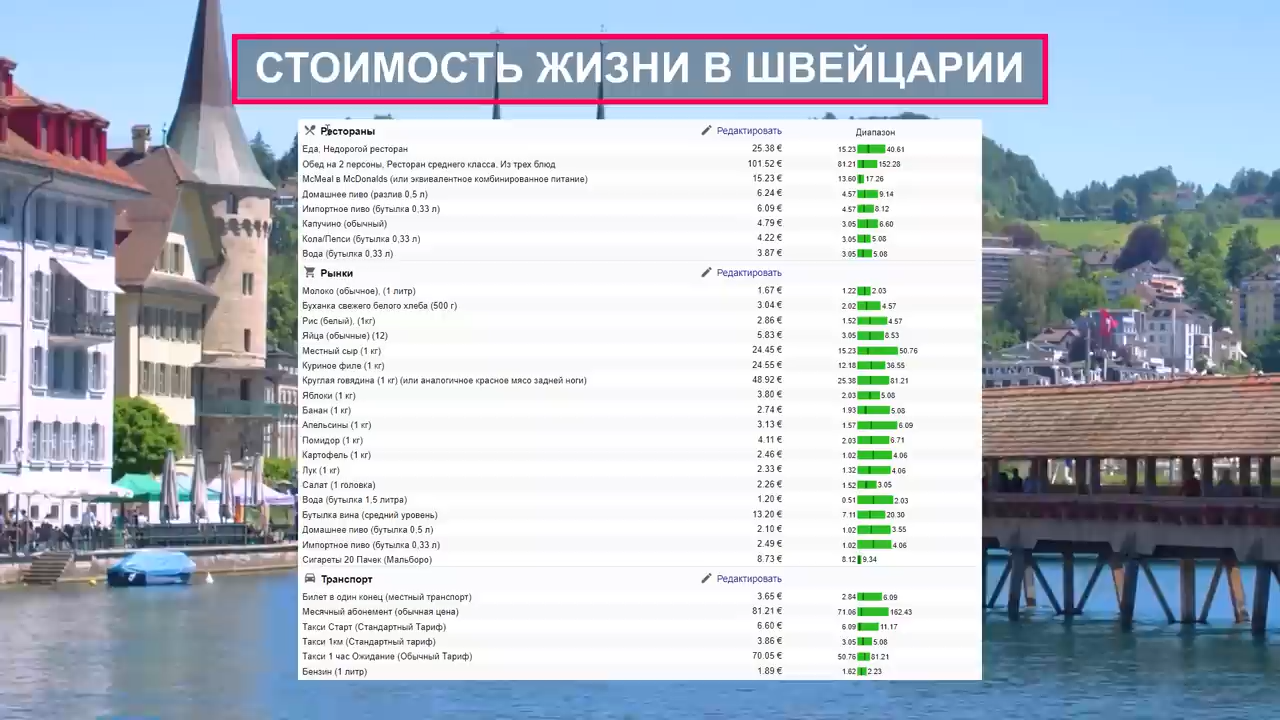 СТОИМОСТЬ ЖИЗНИ В ШВЕЙЦАРИИ
Рестораны Редактировать Диапазон
Еда, Недорогой ресторан 25.38 € 15.23 40.61
Обед на 2 персоны, Ресторан среднего класса, Из трех блюд 101.52 € 81.21 152.28
McMeal в McDonalds (или эквивалентное комбинированное питание) 15.23 € 13.60 17.26
Домашнее пиво (разлив 0,5 л) 6.24 € 4.57 9.14
Импортное пиво (бутылка 0,33 л) 6.09 € 4.57 8.12
Капучино (обычный) 4.79 € 3.05 6.60
Кола/Пепси (бутылка 0,33 л) 4.22 € 3.05 5.08
Вода (бутылка 0,33 л) 3.87 € 3.05 5.08
Рынки Редактировать
Молоко (обычное), (1 литр) 1.67 € 1.22 2.03
Буханка свежего белого хлеба (500 г) 3.04 € 2.02 4.57
Рис (белый), (1кг) 2.86 € 1.52 4.57
Яйца (обычные) (12) 5.83 € 3.05 8.53
Местный сыр (1 кг) 24.45 € 15.23 50.76
Куриное филе (1 кг) 24.55 € 12.18 36.55
Круглая говядина (1 кг) (или аналогичное красное мясо задней ноги) 48.92 € 25.38 81.21
Яблоки (1 кг) 3.80 € 2.03 5.08
Банан (1 кг) 2.74 € 1.93 5.08
Апельсины (1 кг) 3.13 € 1.57 6.09
Помидор (1 кг) 4.11 € 2.03 6.71
Картофель (1 кг) 2.46 € 1.02 4.06
Лук (1 кг) 2.33 € 1.32 4.06
Салат (1 головка) 2.26 € 1.52 3.05
Вода (бутылка 1,5 литра) 1.20 € 0.51 2.03
Бутылка вина (средний уровень) 13.20 € 7.11 20.30
Домашнее пиво (бутылка 0,5 л) 2.10 € 1.02 3.55
Импортное пиво (бутылка 0,33 л) 2.49 € 1.02 4.06
Сигареты 20 Пачек (Мальборо) 8.73 € 8.12 9.34
Транспорт Редактировать
Билет в один конец (местный транспорт) 3.65 € 2.84 6.09
Месячный абонемент (обычная цена) 81.21 € 71.06 162.43
Такси Старт (Стандартный Тариф) 6.60 € 6.09 11.17
Такси 1км (Стандартный тариф) 3.86 € 3.05 5.08
Такси 1 час Ожидание (Обычный Тариф) 70.05 € 50.76 81.21
Бензин (1 литр) 1.89 € 1.62 2.23